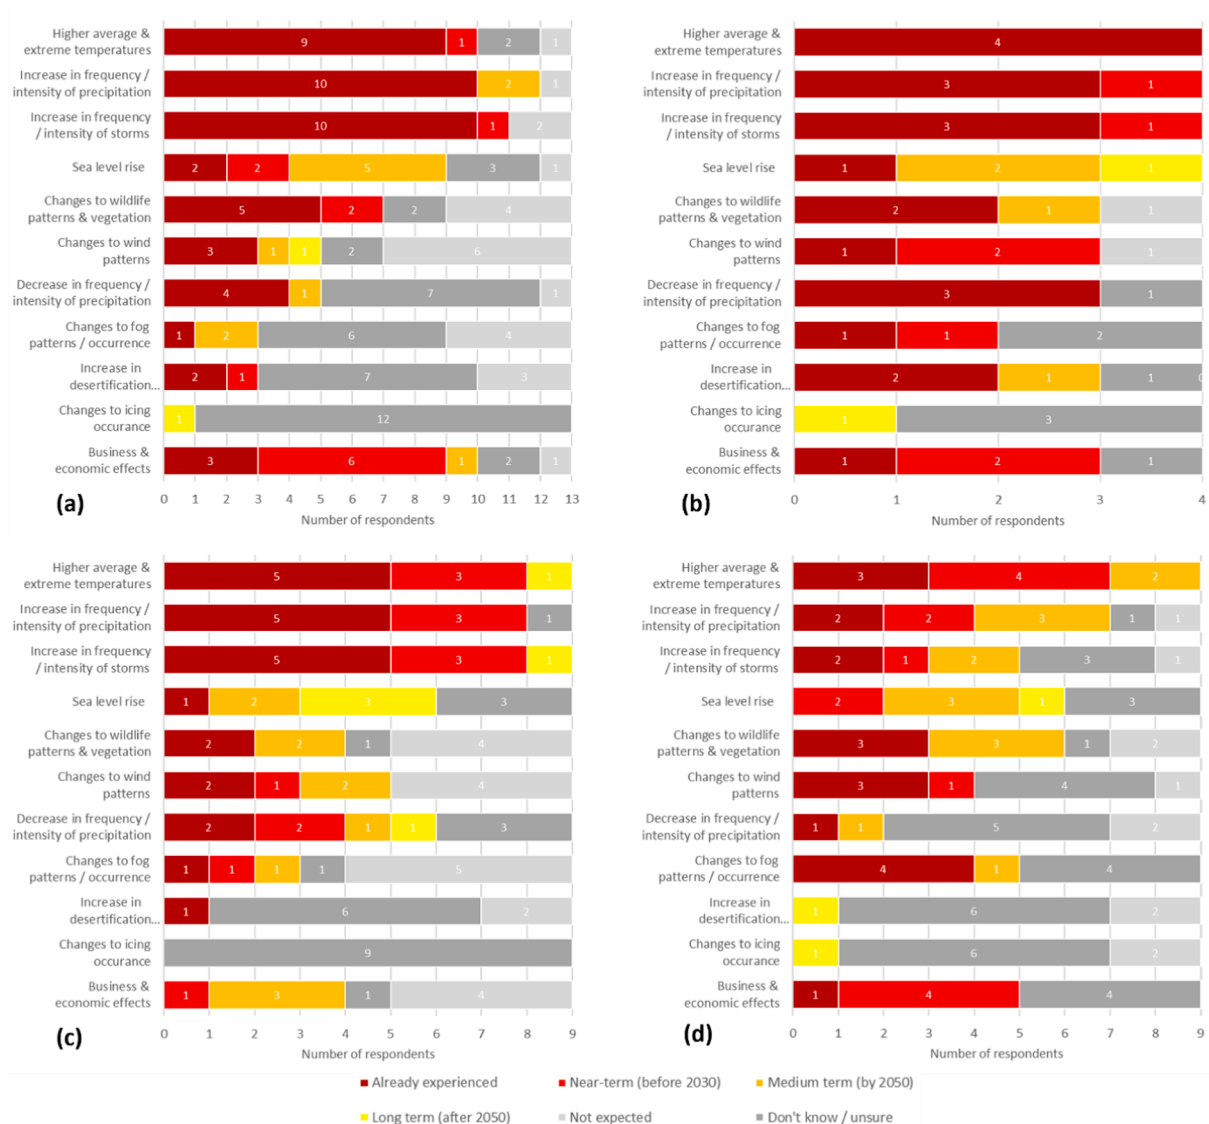 Higher average &
extreme temperatures
9 1 2 1
Increase in frequency /
intensity of precipitation
10 2 1
Increase in frequency
/ intensity of storms
10 1 2
Sea level rise
2 2 5 3 1
Changes to wildlife
patterns & vegetation
5 2 2 4
Changes to wind
patterns
3 1 1 2 6
Decrease in frequency /
intensity of precipitation
4 1 7 1
Changes to fog
patterns / occurrence
1 2 6 4
Increase in
desertification...
2 1 7 3
Changes to icing
occurance
1 12
Business &
economic effects
3 6 1 2 1
0 1 2 3 4 5 6 7 8 9 10 11 12 13
Number of respondents
(a)
Higher average &
extreme temperatures
4
Increase in frequency /
intensity of precipitation
3 1
Increase in frequency
/ intensity of storms
3 1
Sea level rise
1 2 1
Changes to wildlife
patterns & vegetation
2 1 1
Changes to wind
patterns
1 2 1
Decrease in frequency /
intensity of precipitation
3 1
Changes to fog
patterns / occurrence
1 1 2
Increase in
desertification...
2 1 1 0
Changes to icing
occurance
1 3
Business &
economic effects
1 2 1
0 1 2 3 4
Number of respondents
(b)
Higher average &
extreme temperatures
5 3 1
Increase in frequency /
intensity of precipitation
5 3 1
Increase in frequency
/ intensity of storms
5 3 1
Sea level rise
1 2 3 3
Changes to wildlife
patterns & vegetation
2 2 1 4
Changes to wind
patterns
2 1 2 4
Decrease in frequency /
intensity of precipitation
2 2 1 1 3
Changes to fog
patterns / occurrence
1 1 1 1 5
Increase in
desertification...
1 6 2
Changes to icing
occurance
9
Business &
economic effects
1 3 1 4
0 1 2 3 4 5 6 7 8 9
Number of respondents
(c)
Higher average &
extreme temperatures
3 4 2
Increase in frequency /
intensity of precipitation
2 2 3 1 1
Increase in frequency
/ intensity of storms
2 1 2 3 1
Sea level rise
2 3 1 3
Changes to wildlife
patterns & vegetation
3 3 1 2
Changes to wind
patterns
3 1 4 1
Decrease in frequency /
intensity of precipitation
1 1 5 2
Changes to fog
patterns / occurrence
4 1 4
Increase in
desertification...
1 6 2
Changes to icing
occurance
1 6 2
Business &
economic effects
1 4 4
0 1 2 3 4 5 6 7 8 9
Number of respondents
(d)
Already experienced
Near-term (before 2030)
Medium term (by 2050)
Long term (after 2050)
Not expected
Don't know / unsure